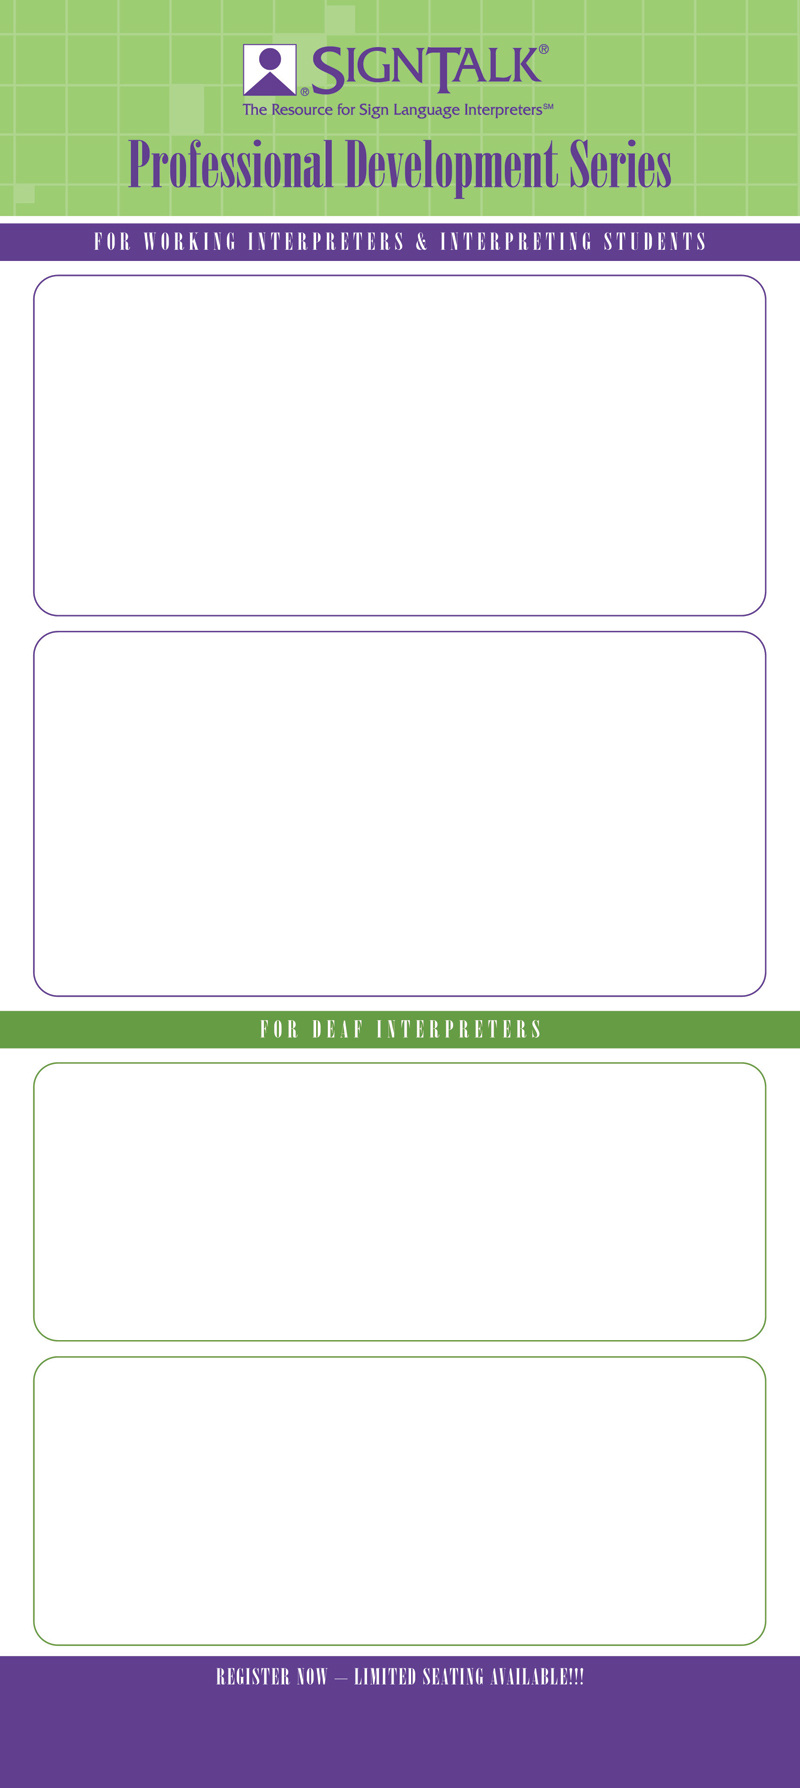 SIGNTALK®
®
The Resource for Sign Language Interpreters℠
Professional Development Series
FOR WORKING INTERPRETERS & INTERPRETING STUDENTS
FOR DEAF INTERPRETERS
REGISTER NOW — LIMITED SEATING AVAILABLE!!!